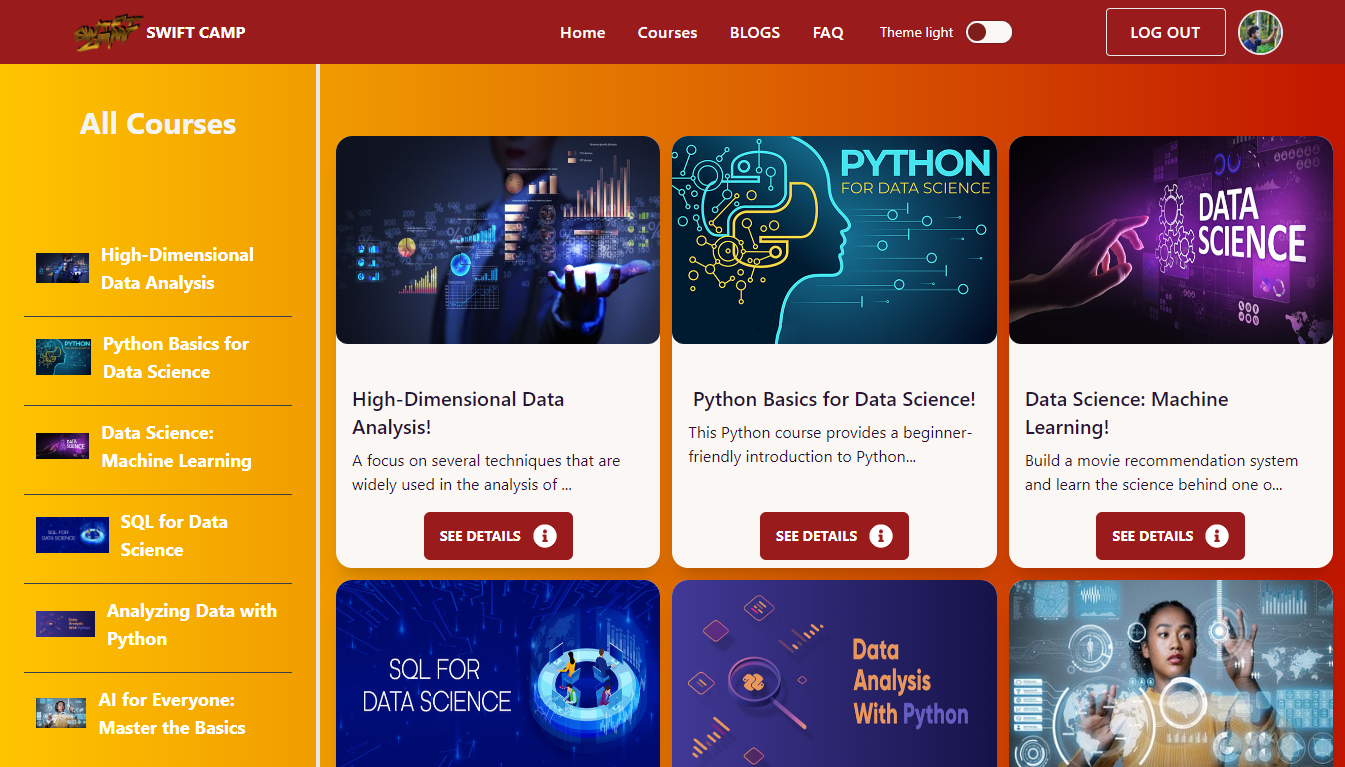 SWIFT CAMP
SWIFT CAMP
Home
Courses
BLOGS
FAQ
Theme light
LOG OUT
All Courses
High-Dimensional
Data Analysis
Python Basics for
Data Science
Data Science:
Machine Learning
SQL for Data
Science
Analyzing Data with
Python
AI for Everyone:
Master the Basics
PYTHON
FOR DATA SCIENCE
DATA
SCIENCE
High-Dimensional Data
Analysis!
A focus on several techniques that are
widely used in the analysis of ...
SEE DETAILS
Python Basics for Data Science!
This Python course provides a beginner-
friendly introduction to Python...
SEE DETAILS
Data Science: Machine
Learning!
Build a movie recommendation system
and learn the science behind one o...
SEE DETAILS
SQL FOR
DATA SCIENCE
Data
Analysis
With Python